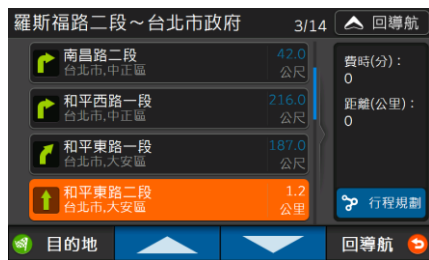 羅斯福路二段～台北市政府 3/14 回導航
南昌路二段 42.0
台北市,中正區 公尺
和平西路一段 216.0
台北市,中正區 公尺
和平東路一段 187.0
台北市,大安區 公尺
和平東路二段 1.2
台北市,大安區 公里
費時(分)：
0
距離(公里)：
0
行程規劃
目的地 回導航